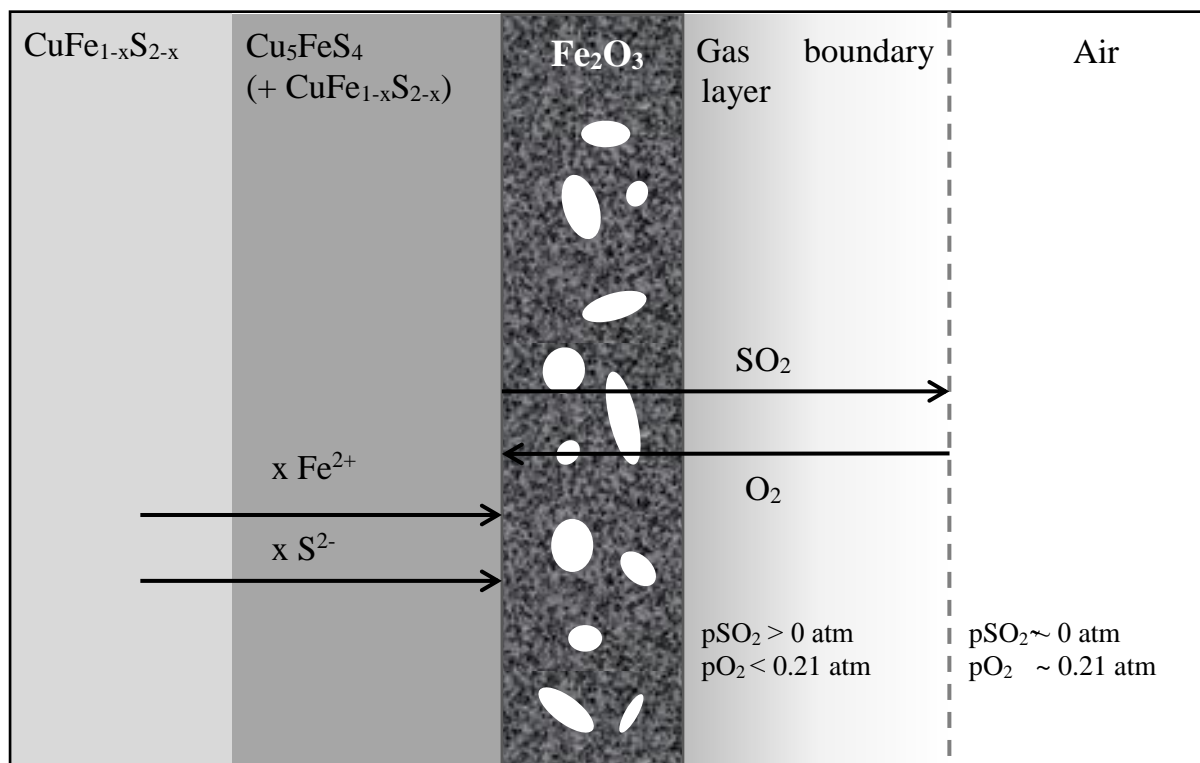 CuFe₁₋ₓS₂₋ₓ
Cu₅FeS₄
(+ CuFe₁₋ₓS₂₋ₓ)
Fe₂O₃
Gas boundary
layer
Air
SO₂
O₂
x Fe²⁺
x S²⁻
pSO₂ > 0 atm
pO₂ < 0.21 atm
pSO₂ ~ 0 atm
pO₂ ~ 0.21 atm